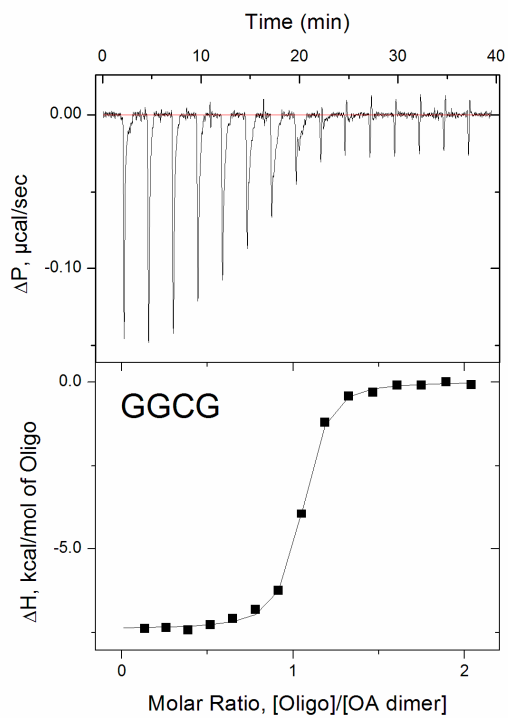 Time (min)
0 10 20 30 40
0.00
-0.10
ΔP, µcal/sec
0.0
-5.0
GGCG
ΔH, kcal/mol of Oligo
0 1 2
Molar Ratio, [Oligo]/[OA dimer]